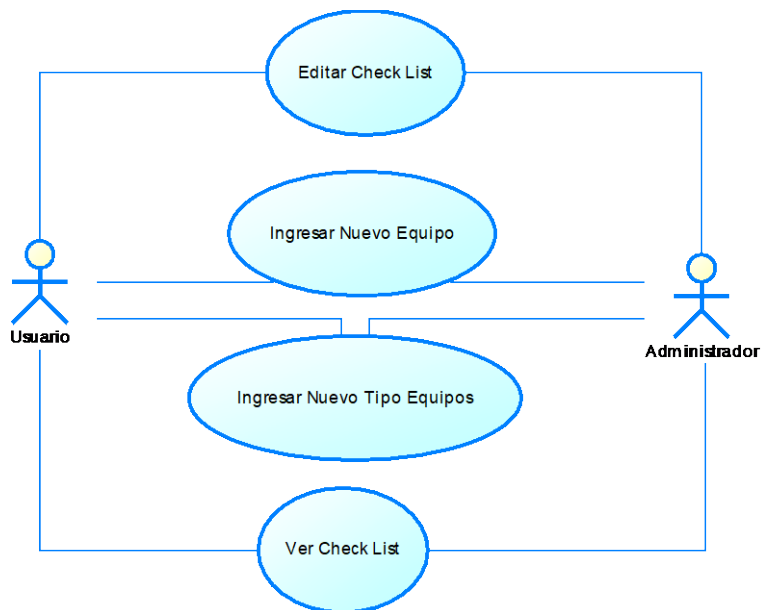 Editar Check List
Ingresar Nuevo Equipo
Usuario
Administrador
Ingresar Nuevo Tipo Equipos
Ver Check List